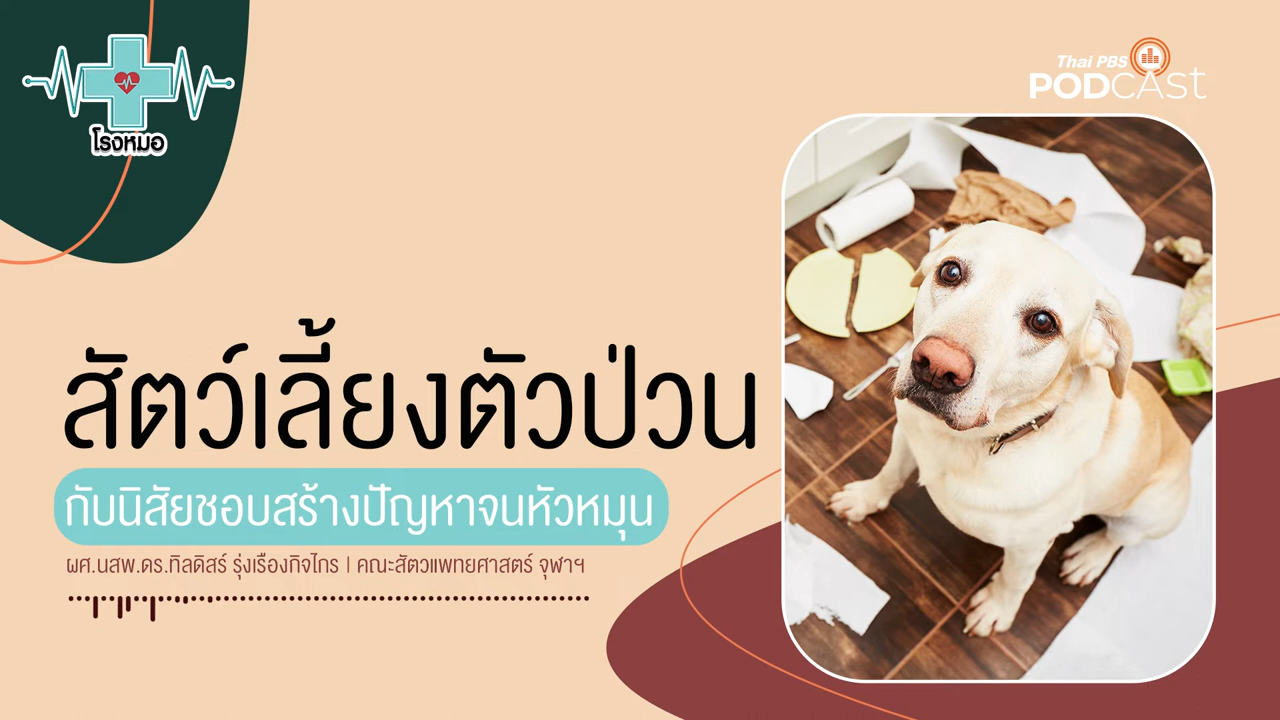 โรงหมอ
Thai PBS
PODCAST
สัตว์เลี้ยงตัวป่วน
กับนิสัยชอบสร้างปัญหาจนหัวหมุน
ผศ.นสพ.ดร.ทิลดิสร์ รุ่งเรืองกิจไกร | คณะสัตวแพทยศาสตร์ จุฬาฯ